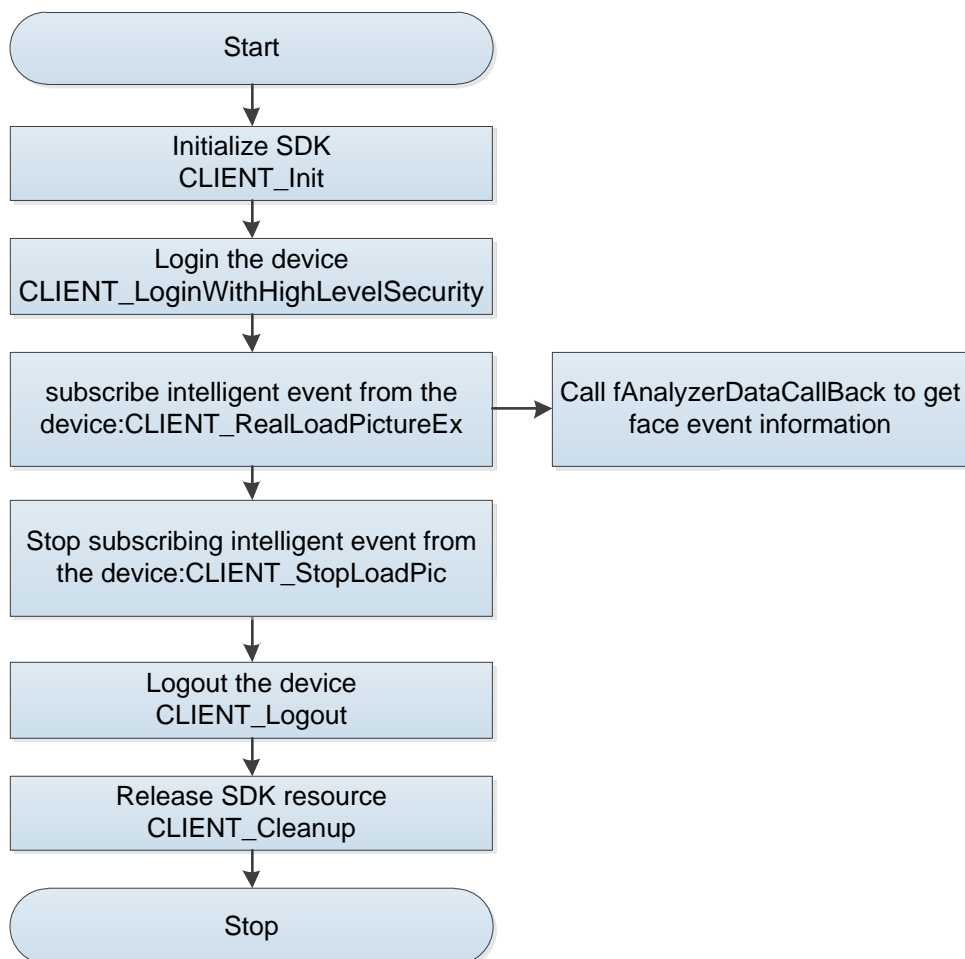 Start
Initialize SDK
CLIENT_Init
Login the device
CLIENT_LoginWithHighLevelSecurity
subscribe intelligent event from the
device:CLIENT_RealLoadPictureEx
Call fAnalyzerDataCallBack to get
face event information
Stop subscribing intelligent event from
the device:CLIENT_StopLoadPic
Logout the device
CLIENT_Logout
Release SDK resource
CLIENT_Cleanup
Stop